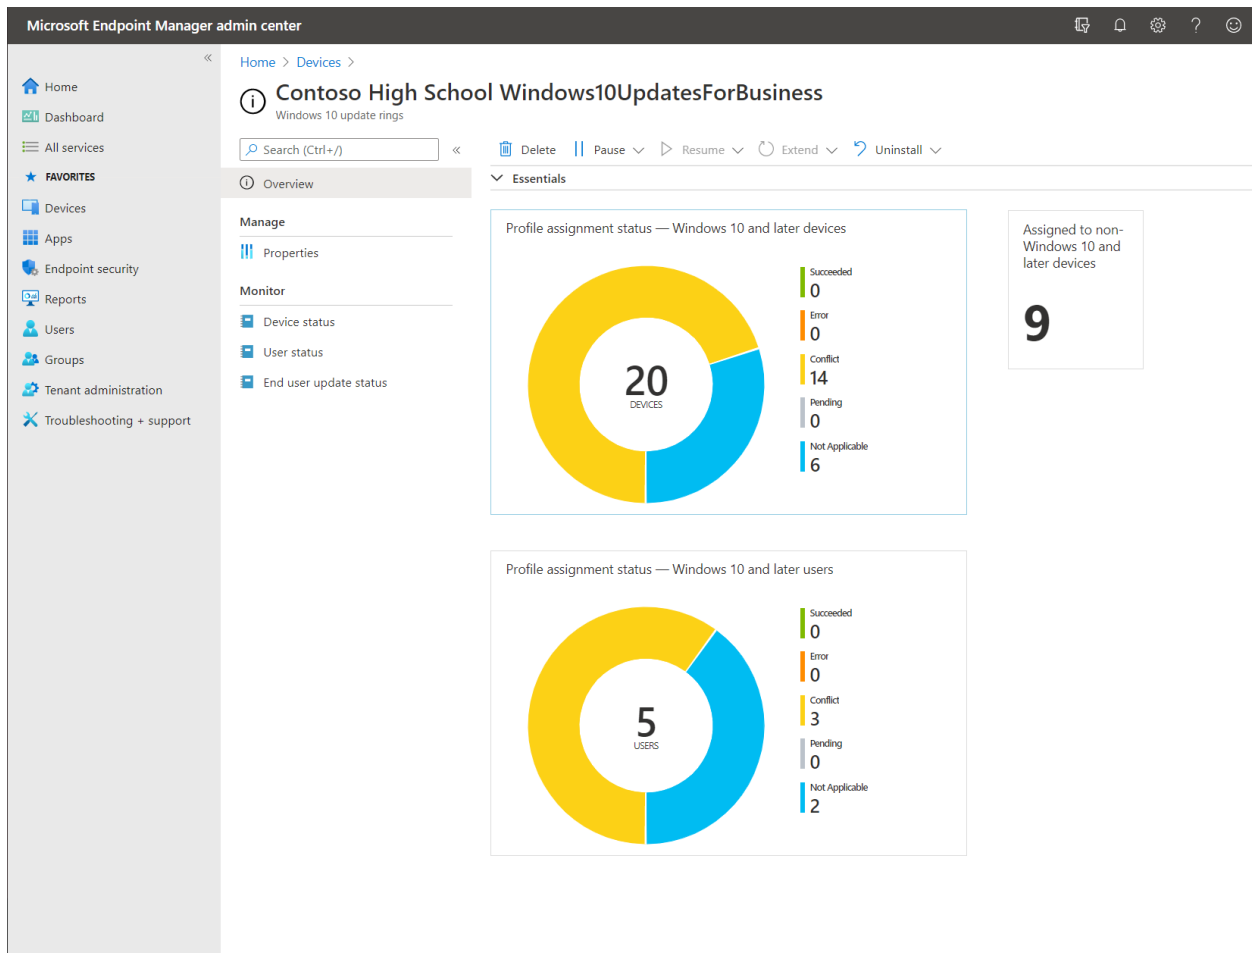 Microsoft Endpoint Manager admin center
«
Home
Dashboard
All services
FAVORITES
Devices
Apps
Endpoint security
Reports
Users
Groups
Tenant administration
Troubleshooting + support
Home > Devices >
Contoso High School Windows10UpdatesForBusiness
Windows 10 update rings
Search (Ctrl+/)
«
Overview
Manage
Properties
Monitor
Device status
User status
End user update status
Delete Pause Resume Extend Uninstall
Essentials
Profile assignment status — Windows 10 and later devices
20
DEVICES
Succeeded
0
Error
0
Conflict
14
Pending
0
Not Applicable
6
Assigned to non-
Windows 10 and
later devices
9
Profile assignment status — Windows 10 and later users
5
USERS
Succeeded
0
Error
0
Conflict
3
Pending
0
Not Applicable
2